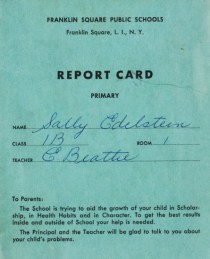 FRANKLIN SQUARE PUBLIC SCHOOLS
Franklin Square, L. I., N. Y.
REPORT CARD
PRIMARY
NAME Sally Edelstein
CLASS 1B ROOM 1
TEACHER E Beattie
To Parents:
The School is trying to aid the growth of your child in Scholar-
ship, in Health Habits and in Character. To get the best results
inside and outside of School your help is needed.
The Principal and the Teacher will be glad to talk to you about
your child's problems.